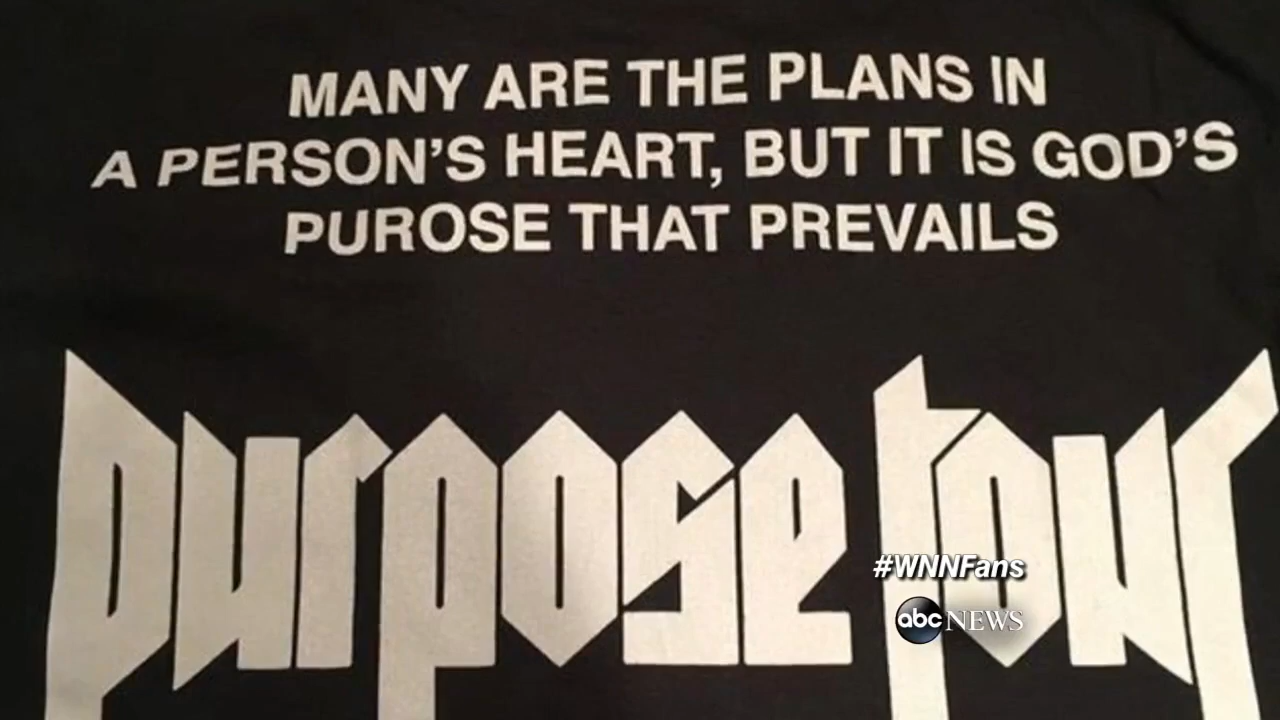 MANY ARE THE PLANS IN
A PERSON'S HEART, BUT IT IS GOD'S
PUROSE THAT PREVAILS
purpose tour
#WNNFans
abc NEWS